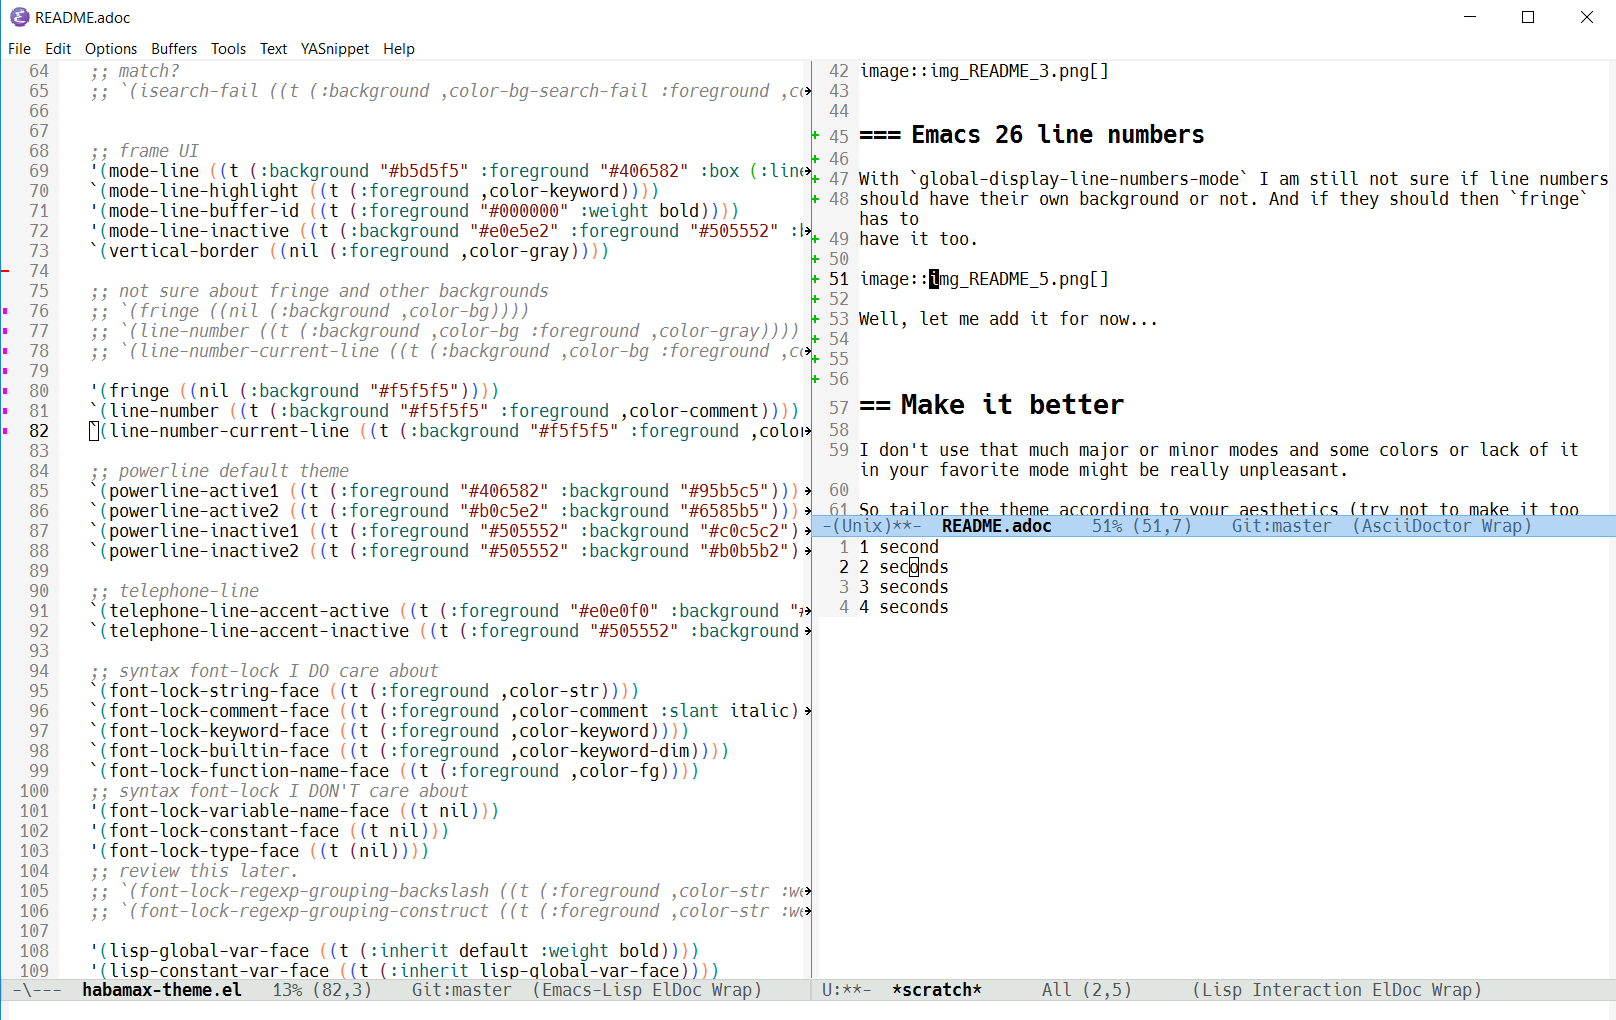 README.adoc
File Edit Options Buffers Tools Text YASnippet Help
64 ;; match?
65 ;; `(isearch-fail ((t (:background ,color-bg-search-fail :foreground ,co
66
67
68 ;; frame UI
69 '(mode-line ((t (:background "#b5d5f5" :foreground "#406582" :box (:line
70 `(mode-line-highlight ((t (:foreground ,color-keyword))))
71 '(mode-line-buffer-id ((t (:foreground "#000000" :weight bold))))
72 '(mode-line-inactive ((t (:background "#e0e5e2" :foreground "#505552" :b
73 `(vertical-border ((nil (:foreground ,color-gray))))
74
75 ;; not sure about fringe and other backgrounds
76 ;; `(fringe ((nil (:background ,color-bg))))
77 ;; `(line-number ((t (:background ,color-bg :foreground ,color-gray))))
78 ;; `(line-number-current-line ((t (:background ,color-bg :foreground ,co
79
80 '(fringe ((nil (:background "#f5f5f5"))))
81 `(line-number ((t (:background "#f5f5f5" :foreground ,color-comment))))
82 `(line-number-current-line ((t (:background "#f5f5f5" :foreground ,color
83
84 ;; powerline default theme
85 `(powerline-active1 ((t (:foreground "#406582" :background "#95b5c5")))
86 `(powerline-active2 ((t (:foreground "#b0c5e2" :background "#6585b5")))
87 `(powerline-inactive1 ((t (:foreground "#505552" :background "#c0c5c2")
88 `(powerline-inactive2 ((t (:foreground "#505552" :background "#b0b5b2")
89
90 ;; telephone-line
91 `(telephone-line-accent-active ((t (:foreground "#e0e0f0" :background "#
92 `(telephone-line-accent-inactive ((t (:foreground "#505552" :background
93
94 ;; syntax font-lock I DO care about
95 `(font-lock-string-face ((t (:foreground ,color-str))))
96 `(font-lock-comment-face ((t (:foreground ,color-comment :slant italic)
97 `(font-lock-keyword-face ((t (:foreground ,color-keyword))))
98 `(font-lock-builtin-face ((t (:foreground ,color-keyword-dim))))
99 `(font-lock-function-name-face ((t (:foreground ,color-fg))))
100 ;; syntax font-lock I DON'T care about
101 '(font-lock-variable-name-face ((t nil)))
102 '(font-lock-constant-face ((t nil)))
103 '(font-lock-type-face ((t (nil))))
104 ;; review this later.
105 ;; `(font-lock-regexp-grouping-backslash ((t (:foreground ,color-str :we
106 ;; `(font-lock-regexp-grouping-construct ((t (:foreground ,color-str :we
107
108 '(lisp-global-var-face ((t (:inherit default :weight bold))))
109 '(lisp-constant-var-face ((t (:inherit lisp-global-var-face))))
-\--- habamax-theme.el 13% (82,3) Git:master (Emacs-Lisp ElDoc Wrap)
42 image::img_README_3.png[]
43
44
+ 45 === Emacs 26 line numbers
+ 46
+ 47 With `global-display-line-numbers-mode` I am still not sure if line numbers
+ 48 should have their own background or not. And if they should then `fringe`
has to
+ 49 have it too.
+ 50
+ 51 image::img_README_5.png[]
+ 52
+ 53 Well, let me add it for now...
+ 54
+ 55
+ 56
57 == Make it better
58
59 I don't use that much major or minor modes and some colors or lack of it
in your favorite mode might be really unpleasant.
60
61 So tailor the theme according to your aesthetics (try not to make it too
-(Unix)**- README.adoc 51% (51,7) Git:master (AsciiDoctor Wrap)
1 1 second
2 2 seconds
3 3 seconds
4 4 seconds
U:**- *scratch* All (2,5) (Lisp Interaction ElDoc Wrap)